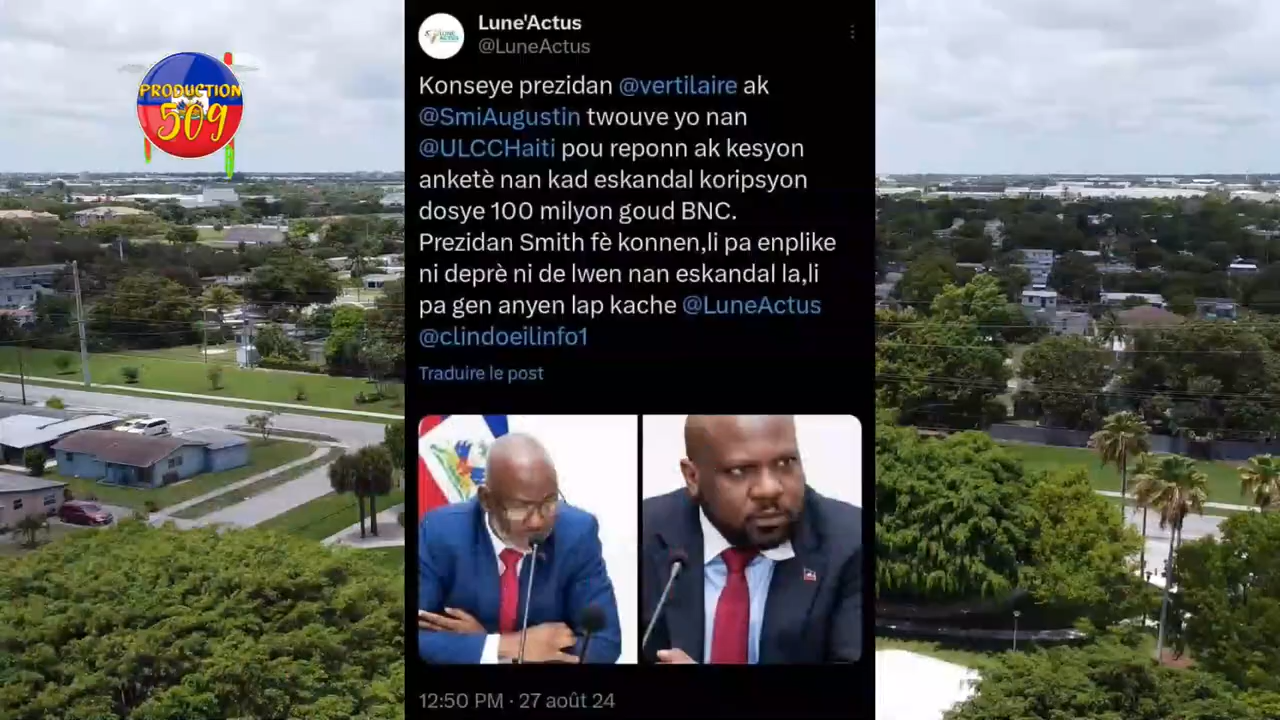 PRODUCTION
509
Lune'Actus
@LuneActus
Konseye prezidan @vertilaire ak
@SmiAugustin twouve yo nan
@ULCCHaiti pou reponn ak kesyon
anketè nan kad eskandal koripsyon
dosye 100 milyon goud BNC.
Prezidan Smith fè konnen,li pa enplike
ni deprè ni de lwen nan eskandal la,li
pa gen anyen lap kache @LuneActus
@clindoeilinfo1
Traduire le post
12:50 PM · 27 août 24